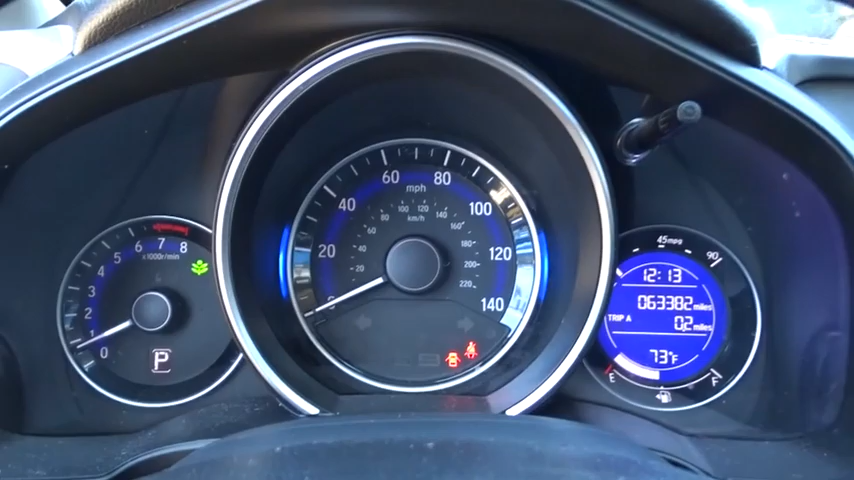 0 1 2 3 4 5 6 7 8
x1000r/min
P
0 20 40 60 80 100 120 140
mph
20 40 60 80 100 120 140 160 180 200 220
km/h
45mpg 90
12:13
063382 miles
TRIP A 0.2 miles
73°F
E F